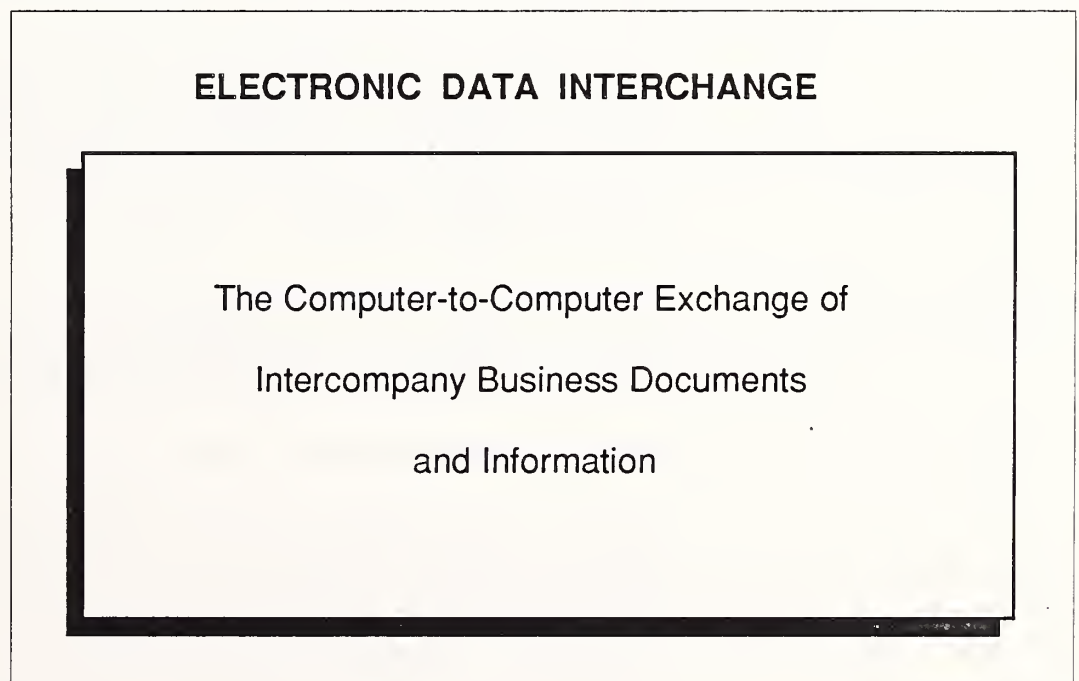 ELECTRONIC DATA INTERCHANGE
The Computer-to-Computer Exchange of
Intercompany Business Documents
and Information